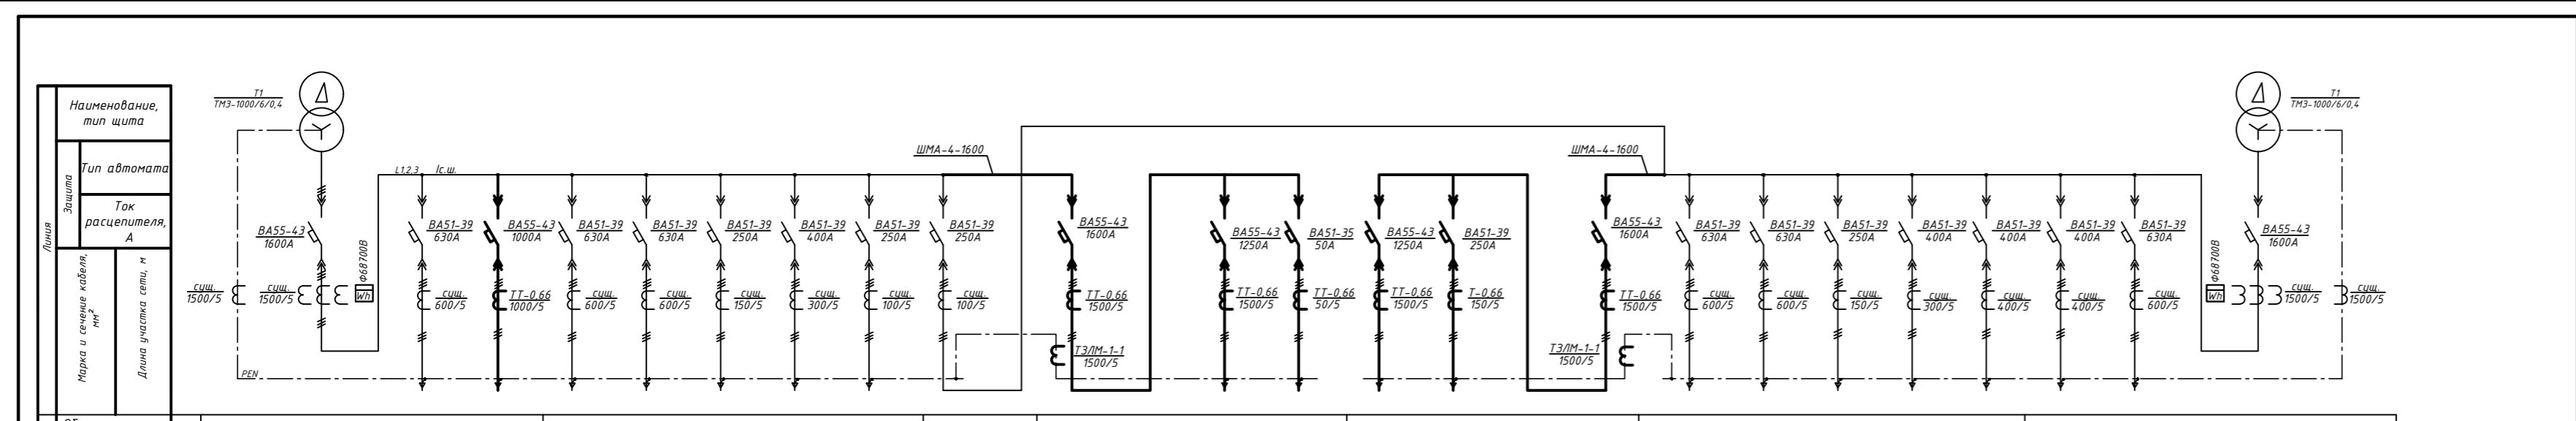 Наименование,
тип щита
Линия
Защита
Тип автомата
Ток
расцепителя,
А
Марка и сечение кабеля,
мм²
Длина участка сети, м
Т1
ТМЗ-1000/6/0,4
ВА55-43
1600А
сущ.
1500/5
сущ.
1500/5
Ф68700В
Wh
PEN
L1,2,3
Iс.ш.
ВА51-39
630А
сущ.
600/5
ВА55-43
1000А
ТТ-0,66
1000/5
ВА51-39
630А
сущ.
600/5
ВА51-39
630А
сущ.
600/5
ВА51-39
250А
сущ.
150/5
ВА51-39
400А
сущ.
300/5
ВА51-39
250А
сущ.
100/5
ВА51-39
250А
сущ.
100/5
ШМА-4-1600
ВА55-43
1600А
ТТ-0,66
1500/5
ТЗЛМ-1-1
1500/5
ВА55-43
1250А
ТТ-0,66
1500/5
ВА51-35
50А
ТТ-0,66
50/5
ВА55-43
1250А
ТТ-0,66
1500/5
ВА51-39
250А
Т-0,66
150/5
ШМА-4-1600
ВА55-43
1600А
ТТ-0,66
1500/5
ТЗЛМ-1-1
1500/5
ВА51-39
630А
сущ.
600/5
ВА51-39
630А
сущ.
600/5
ВА51-39
250А
сущ.
150/5
ВА51-39
400А
сущ.
300/5
ВА51-39
400А
сущ.
400/5
ВА51-39
400А
сущ.
400/5
ВА51-39
630А
сущ.
600/5
Ф68700В
Wh
Т1
ТМЗ-1000/6/0,4
ВА55-43
1600А
сущ.
1500/5
сущ.
1500/5